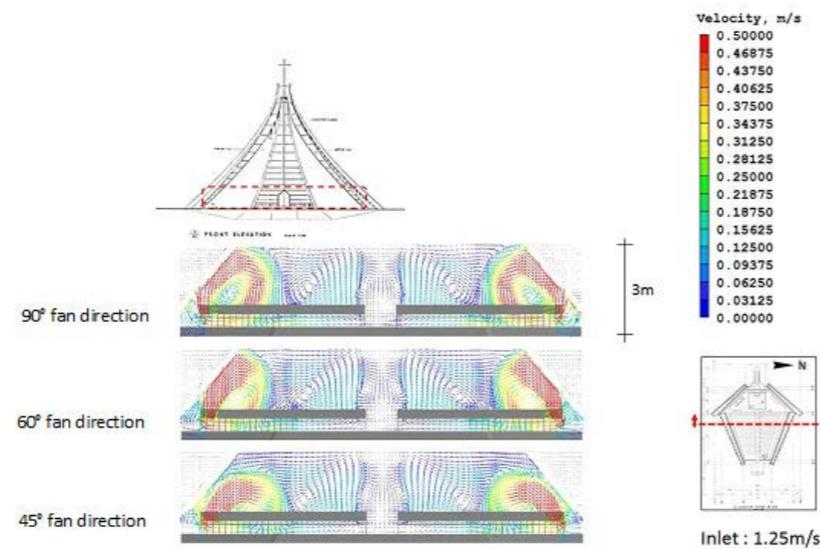 Velocity, m/s
0.50000
0.46875
0.43750
0.40625
0.37500
0.34375
0.31250
0.28125
0.25000
0.21875
0.18750
0.15625
0.12500
0.09375
0.06250
0.03125
0.00000
FRONT ELEVATION
90° fan direction
3m
60° fan direction
45° fan direction
N
Inlet : 1.25m/s